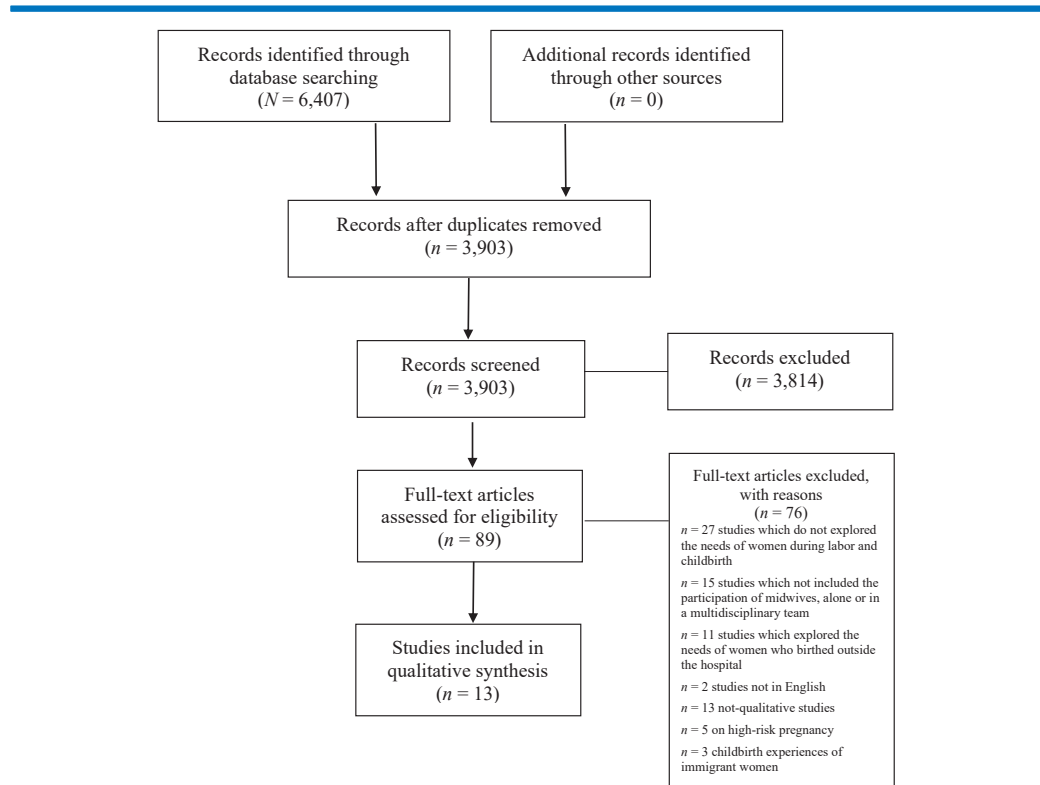 Records identified through
database searching
(N = 6,407)
Additional records identified
through other sources
(n = 0)
Records after duplicates removed
(n = 3,903)
Records screened
(n = 3,903)
Records excluded
(n = 3,814)
Full-text articles
assessed for eligibility
(n = 89)
Full-text articles excluded,
with reasons
(n = 76)
n = 27 studies which do not explored
the needs of women during labor and
childbirth
n = 15 studies which not included the
participation of midwives, alone or in
a multidisciplinary team
n = 11 studies which explored the
needs of women who birthed outside
the hospital
n = 2 studies not in English
n = 13 not-qualitative studies
n = 5 on high-risk pregnancy
n = 3 childbirth experiences of
immigrant women
Studies included in
qualitative synthesis
(n = 13)